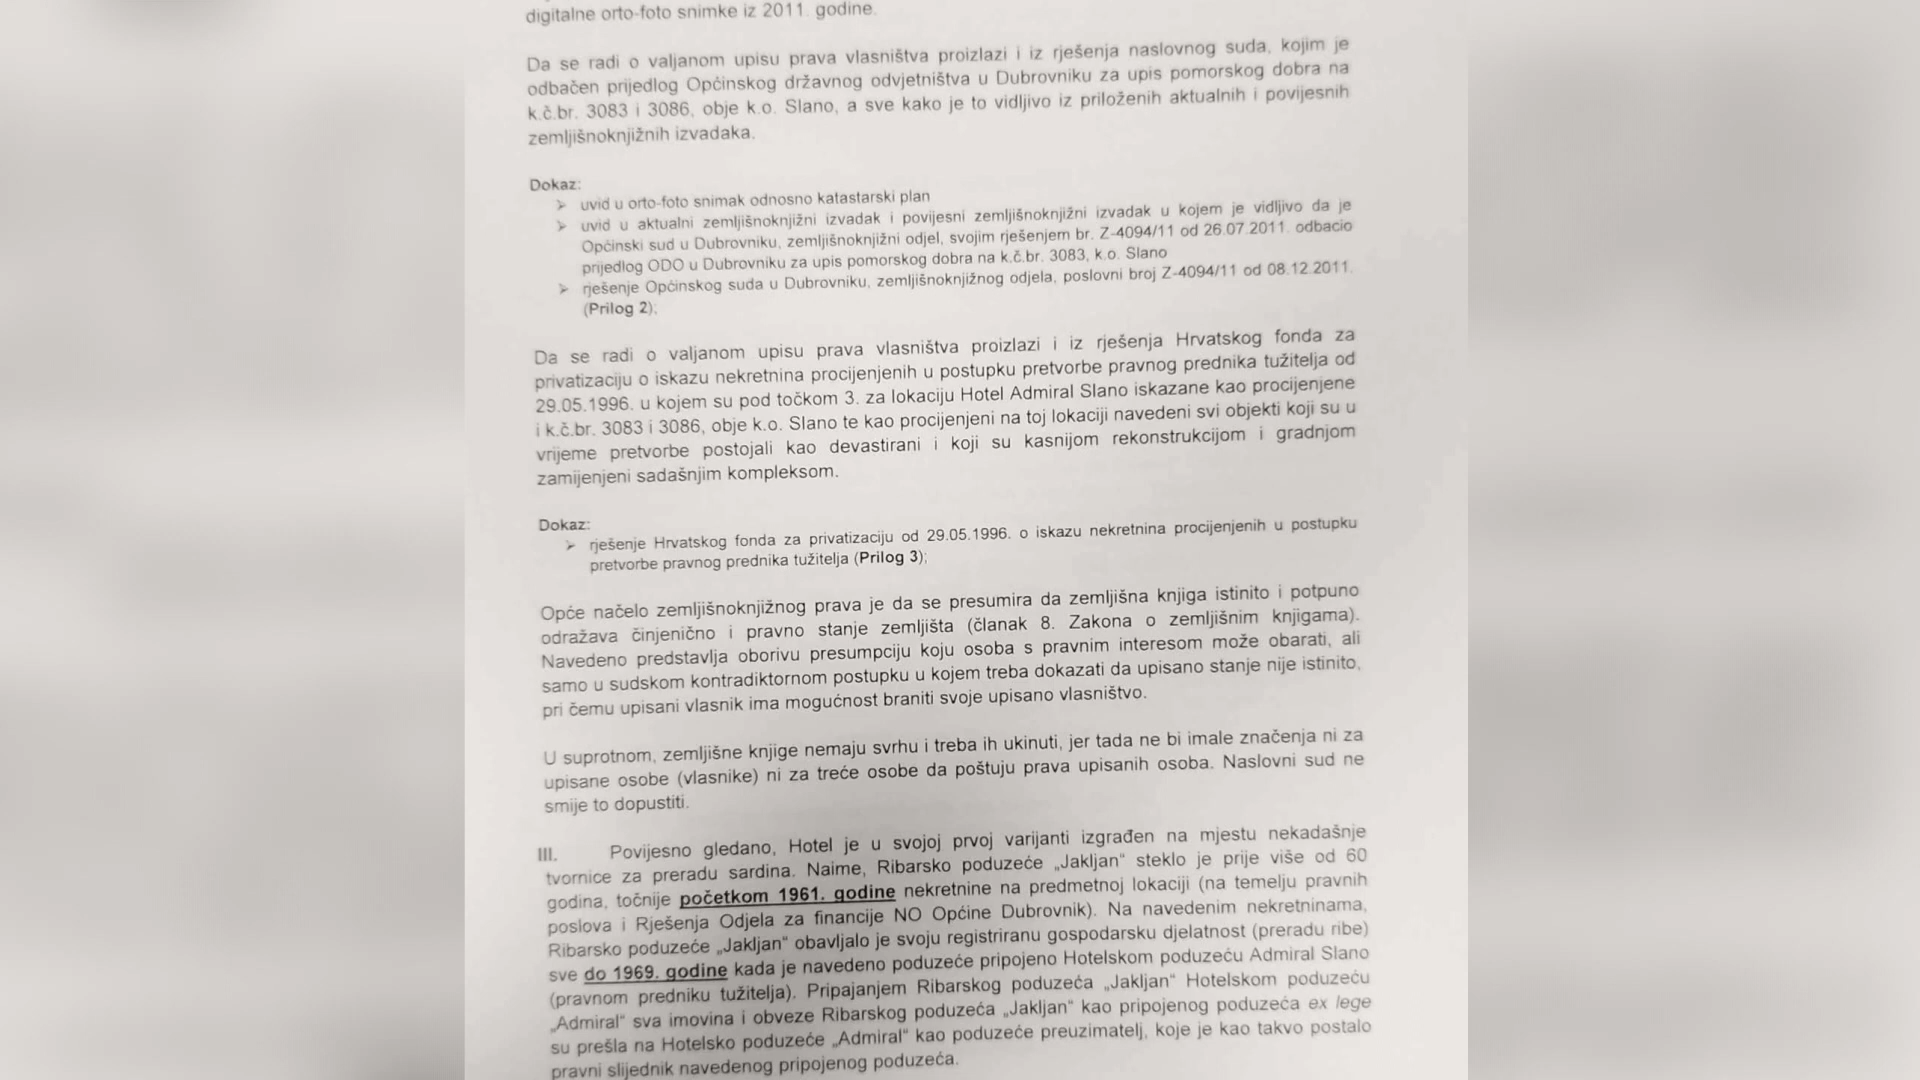 digitalne orto-foto snimke iz 2011. godine.
Da se radi o valjanom upisu prava vlasništva proizlazi i iz rješenja naslovnog suda, kojim je
odbačen prijedlog Općinskog državnog odvjetništva u Dubrovniku za upis pomorskog dobra na
k.č.br. 3083 i 3086, obje k.o. Slano, a sve kako je to vidljivo iz priloženih aktualnih i povijesnih
zemljišnoknjižnih izvadaka.
Dokaz:
➢ uvid u orto-foto snimak odnosno katastarski plan
➢ uvid u aktualni zemljišnoknjižni izvadak i povijesni zemljišnoknjižni izvadak u kojem je vidljivo da je
Općinski sud u Dubrovniku, zemljišnoknjižni odjel, svojim rješenjem br. Z-4094/11 od 26.07.2011. odbacio
prijedlog ODO u Dubrovniku za upis pomorskog dobra na k.č.br. 3083, k.o. Slano
➢ rješenje Općinskog suda u Dubrovniku, zemljišnoknjižnog odjela, poslovni broj Z-4094/11 od 08.12.2011.
(Prilog 2);
Da se radi o valjanom upisu prava vlasništva proizlazi i iz rješenja Hrvatskog fonda za
privatizaciju o iskazu nekretnina procijenjenih u postupku pretvorbe pravnog prednika tužitelja od
29.05.1996. u kojem su pod točkom 3. za lokaciju Hotel Admiral Slano iskazane kao procijenjene
i k.č.br. 3083 i 3086, obje k.o. Slano te kao procijenjeni na toj lokaciji navedeni svi objekti koji su u
vrijeme pretvorbe postojali kao devastirani i koji su kasnijom rekonstrukcijom i gradnjom
zamijenjeni sadašnjim kompleksom.
Dokaz:
➢ rješenje Hrvatskog fonda za privatizaciju od 29.05.1996. o iskazu nekretnina procijenjenih u postupku
pretvorbe pravnog prednika tužitelja (Prilog 3);
Opće načelo zemljišnoknjižnog prava je da se presumira da zemljišna knjiga istinito i potpuno
odražava činjenično i pravno stanje zemljišta (članak 8. Zakona o zemljišnim knjigama).
Navedeno predstavlja oborivu presumpciju koju osoba s pravnim interesom može obarati, ali
samo u sudskom kontradiktornom postupku u kojem treba dokazati da upisano stanje nije istinito,
pri čemu upisani vlasnik ima mogućnost braniti svoje upisano vlasništvo.
U suprotnom, zemljišne knjige nemaju svrhu i treba ih ukinuti, jer tada ne bi imale značenja ni za
upisane osobe (vlasnike) ni za treće osobe da poštuju prava upisanih osoba. Naslovni sud ne
smije to dopustiti.
III. Povijesno gledano, Hotel je u svojoj prvoj varijanti izgrađen na mjestu nekadašnje
tvornice za preradu sardina. Naime, Ribarsko poduzeće „Jakljan“ steklo je prije više od 60
godina, točnije početkom 1961. godine nekretnine na predmetnoj lokaciji (na temelju pravnih
poslova i Rješenja Odjela za financije NO Općine Dubrovnik). Na navedenim nekretninama,
Ribarsko poduzeće „Jakljan“ obavljalo je svoju registriranu gospodarsku djelatnost (preradu ribe)
sve do 1969. godine kada je navedeno poduzeće pripojeno Hotelskom poduzeću Admiral Slano
(pravnom predniku tužitelja). Pripajanjem Ribarskog poduzeća „Jakljan“ Hotelskom poduzeću
„Admiral“ sva imovina i obveze Ribarskog poduzeća „Jakljan“ kao pripojenog poduzeća ex lege
su prešla na Hotelsko poduzeće „Admiral“ kao poduzeće preuzimatelj, koje je kao takvo postalo
pravni slijednik navedenog pripojenog poduzeća.